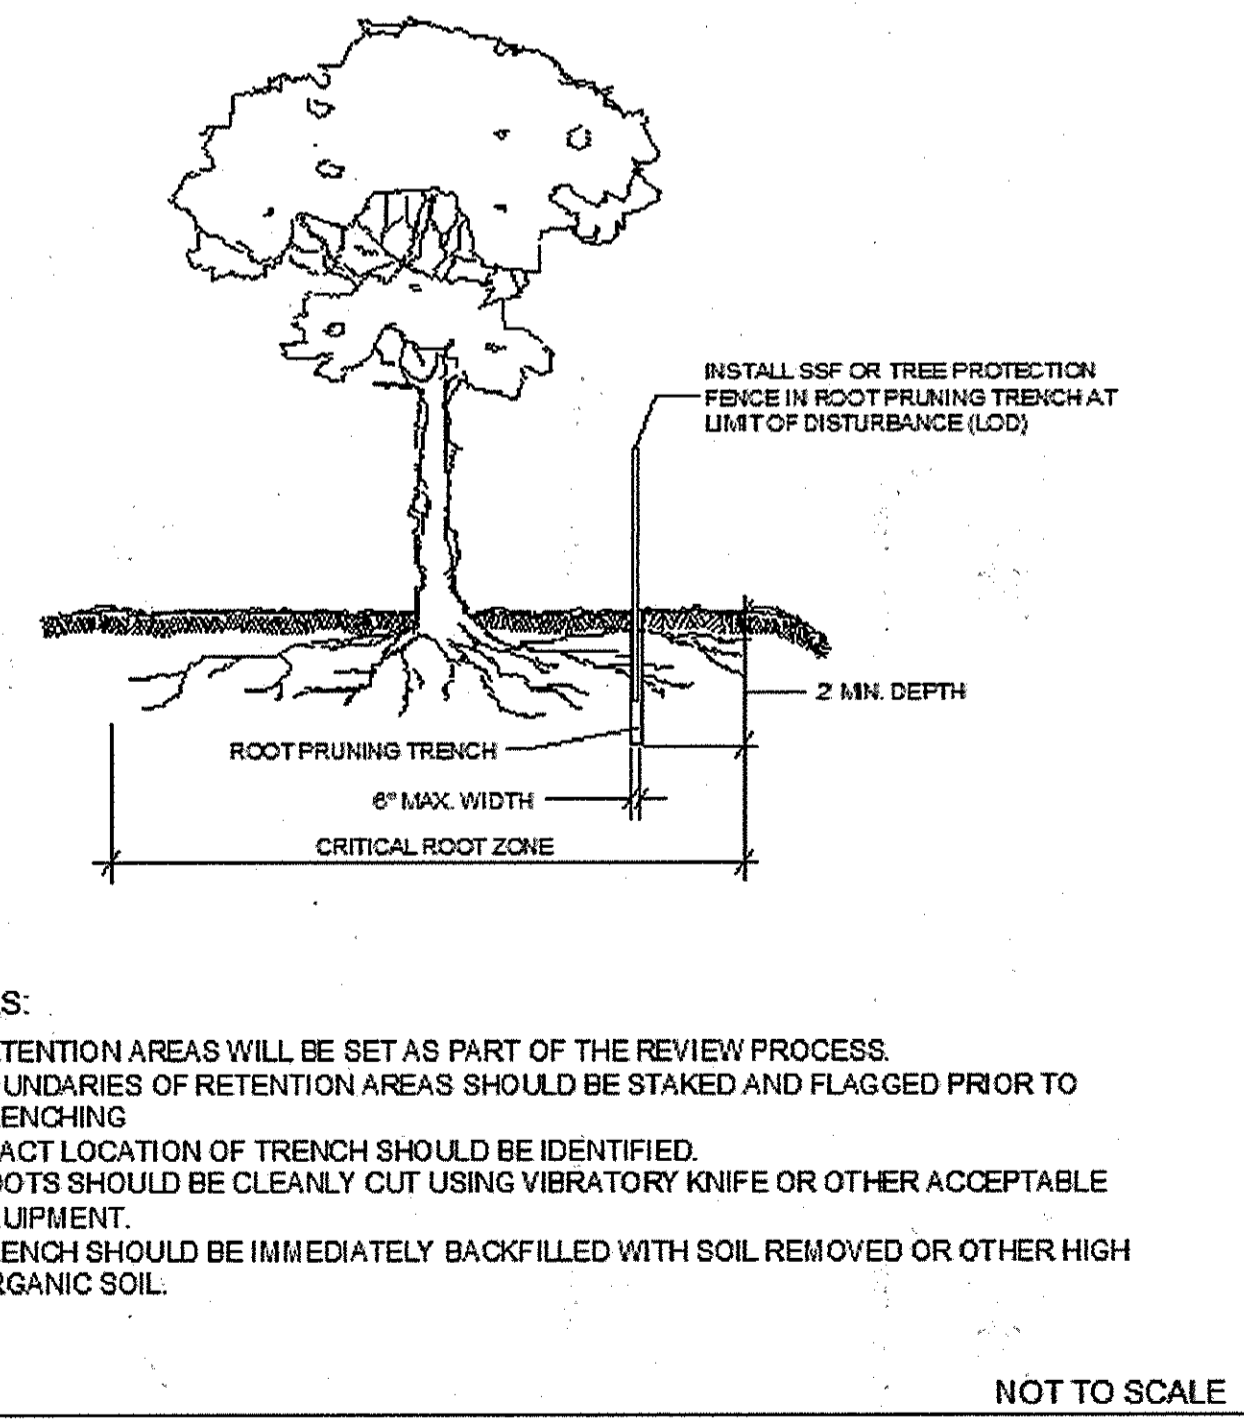 INSTALL SSF OR TREE PROTECTION
FENCE IN ROOT PRUNING TRENCH AT
LIMIT OF DISTURBANCE (LOD)
2 MIN. DEPTH
ROOT PRUNING TRENCH
6" MAX. WIDTH
CRITICAL ROOT ZONE
S:
TENTION AREAS WILL BE SET AS PART OF THE REVIEW PROCESS.
UNDARIES OF RETENTION AREAS SHOULD BE STAKED AND FLAGGED PRIOR TO
ENCHING
ACT LOCATION OF TRENCH SHOULD BE IDENTIFIED.
OOTS SHOULD BE CLEANLY CUT USING VIBRATORY KNIFE OR OTHER ACCEPTABLE
UIPMENT.
ENCH SHOULD BE IMMEDIATELY BACKFILLED WITH SOIL REMOVED OR OTHER HIGH
RGANIC SOIL.
NOT TO SCALE